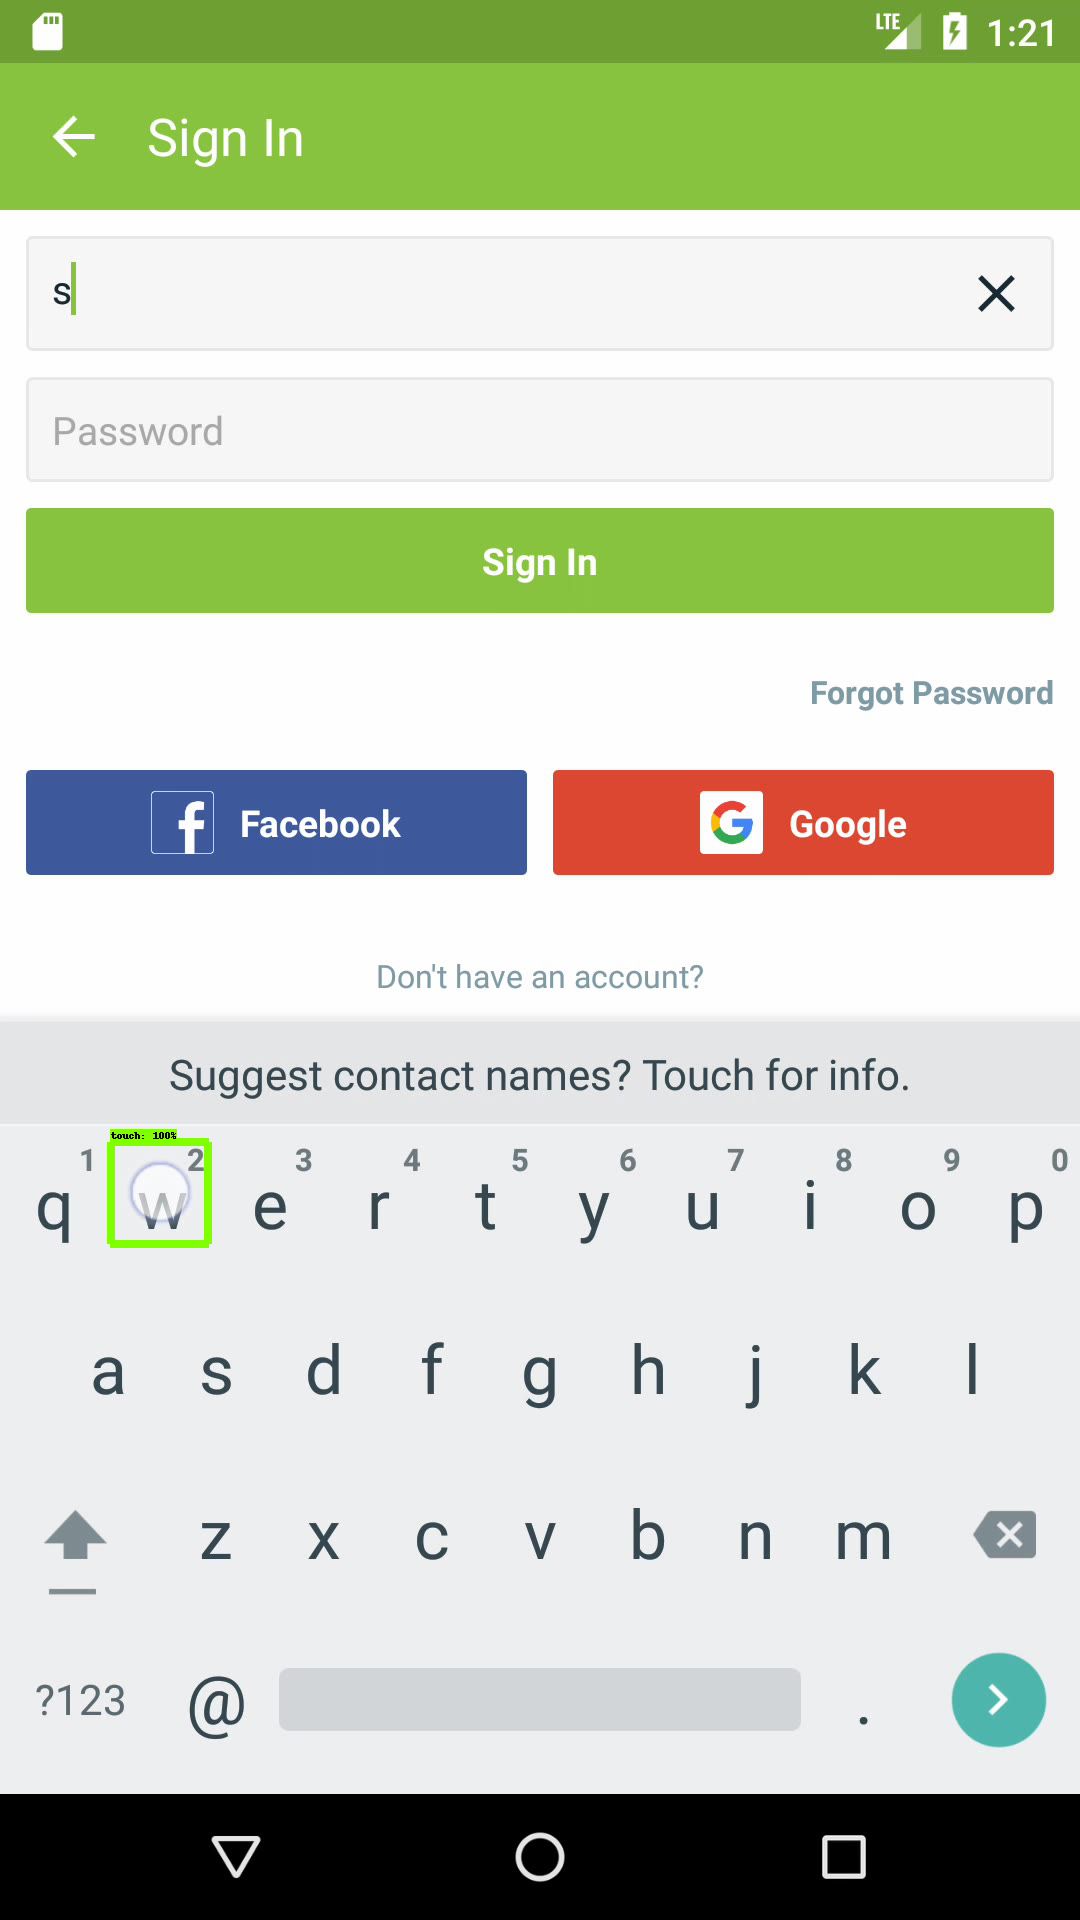 LTE 1:21
Sign In
s
Password
Sign In
Forgot Password
Facebook Google
Don't have an account?
Suggest contact names? Touch for info.
touch: 100%
1 2 3 4 5 6 7 8 9 0
q w e r t y u i o p
a s d f g h j k l
z x c v b n m
?123 @ .